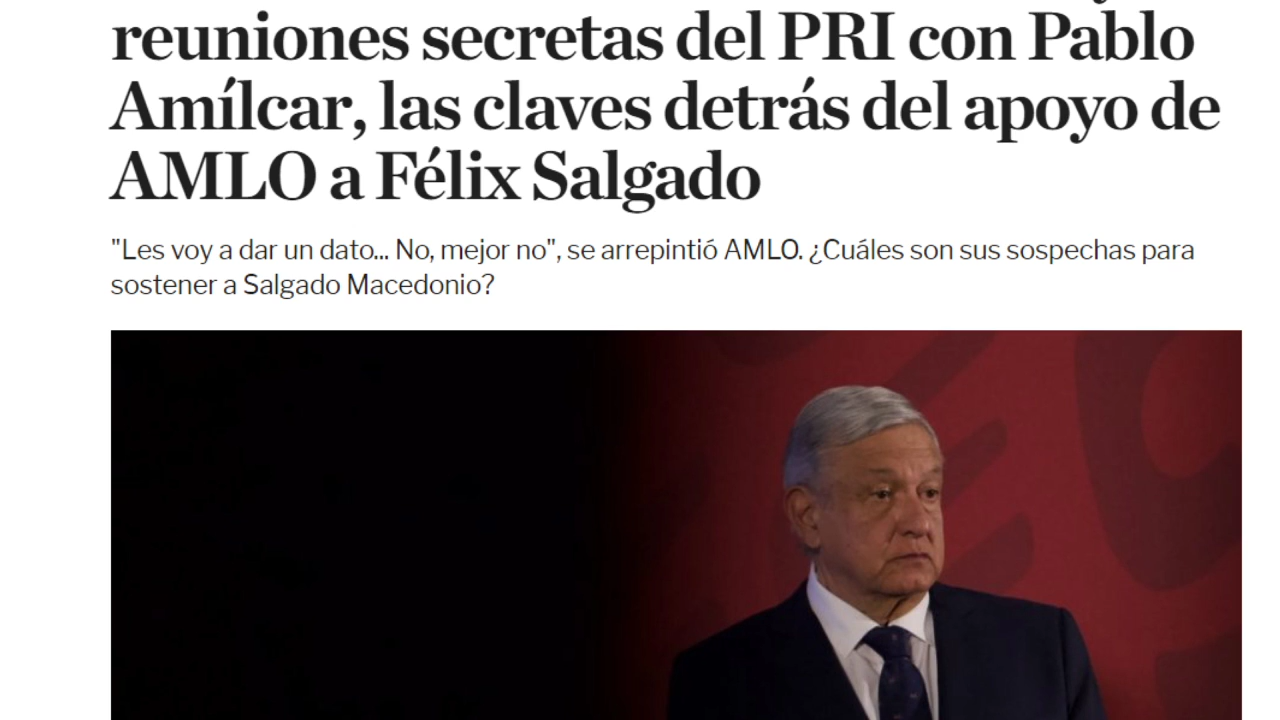 reuniones secretas del PRI con Pablo
Amílcar, las claves detrás del apoyo de
AMLO a Félix Salgado
"Les voy a dar un dato... No, mejor no", se arrepintió AMLO. ¿Cuáles son sus sospechas para
sostener a Salgado Macedonio?